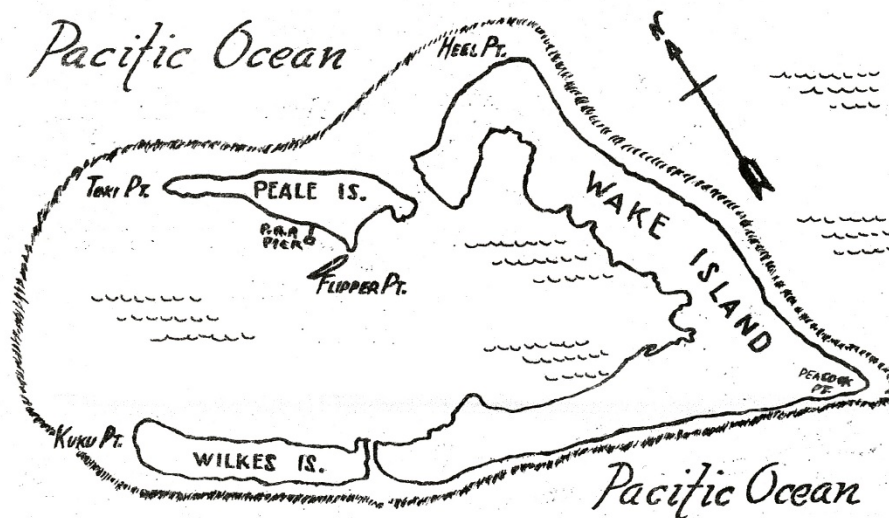 Pacific Ocean
HEEL PT.
TOKI PT.
PEALE IS.
P.A.A
PIER
FLIPPER PT.
WAKE ISLAND
PEACOCK
PT.
KUKU PT.
WILKES IS.
Pacific Ocean